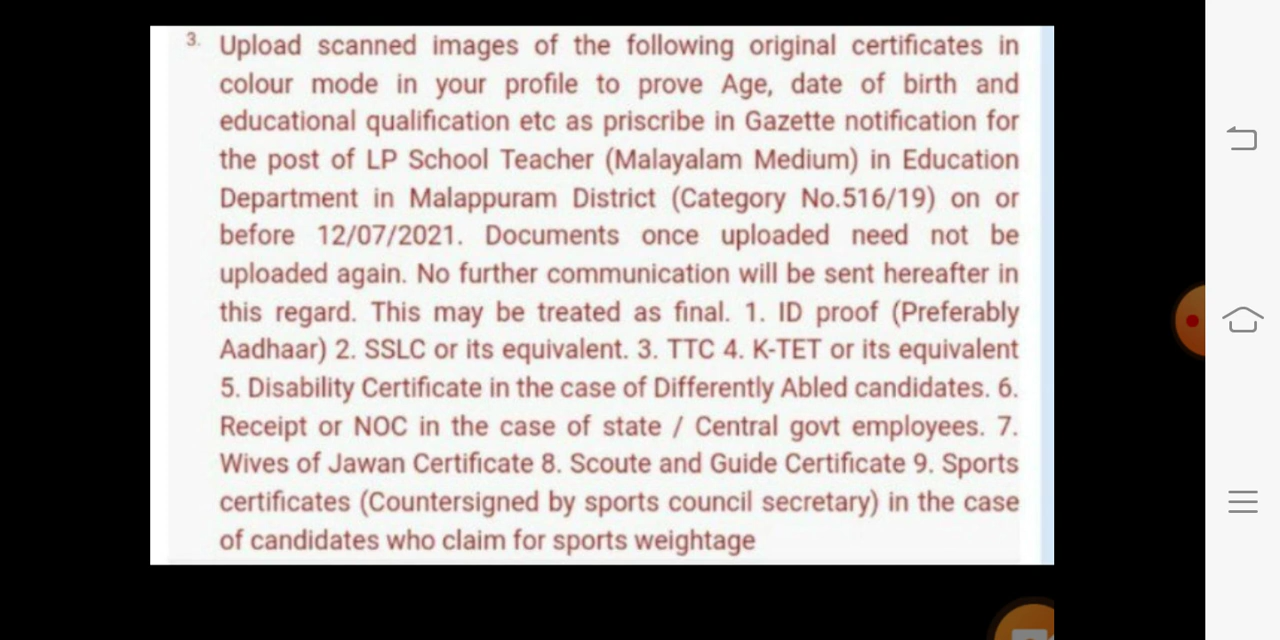 3. Upload scanned images of the following original certificates in
colour mode in your profile to prove Age, date of birth and
educational qualification etc as priscribe in Gazette notification for
the post of LP School Teacher (Malayalam Medium) in Education
Department in Malappuram District (Category No.516/19) on or
before 12/07/2021. Documents once uploaded need not be
uploaded again. No further communication will be sent hereafter in
this regard. This may be treated as final. 1. ID proof (Preferably
Aadhaar) 2. SSLC or its equivalent. 3. TTC 4. K-TET or its equivalent
5. Disability Certificate in the case of Differently Abled candidates. 6.
Receipt or NOC in the case of state / Central govt employees. 7.
Wives of Jawan Certificate 8. Scoute and Guide Certificate 9. Sports
certificates (Countersigned by sports council secretary) in the case
of candidates who claim for sports weightage